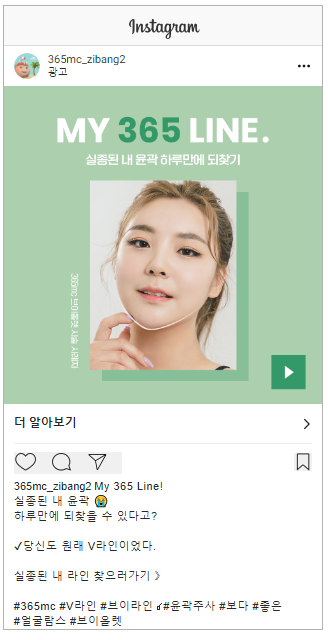 Instagram
365mc_zibang2
광고
MY 365 LINE.
실종된 내 윤곽 하루만에 되찾기
더 알아보기
365mc_zibang2 My 365 Line!
실종된 내 윤곽 😭
하루만에 되찾을 수 있다고?
✓당신도 원래 V라인이었다.
실종된 내 라인 찾으러가기 》
#365mc #V라인 #브이라인 #윤곽주사 #보다 #좋은
#얼굴람스 #브이올렛